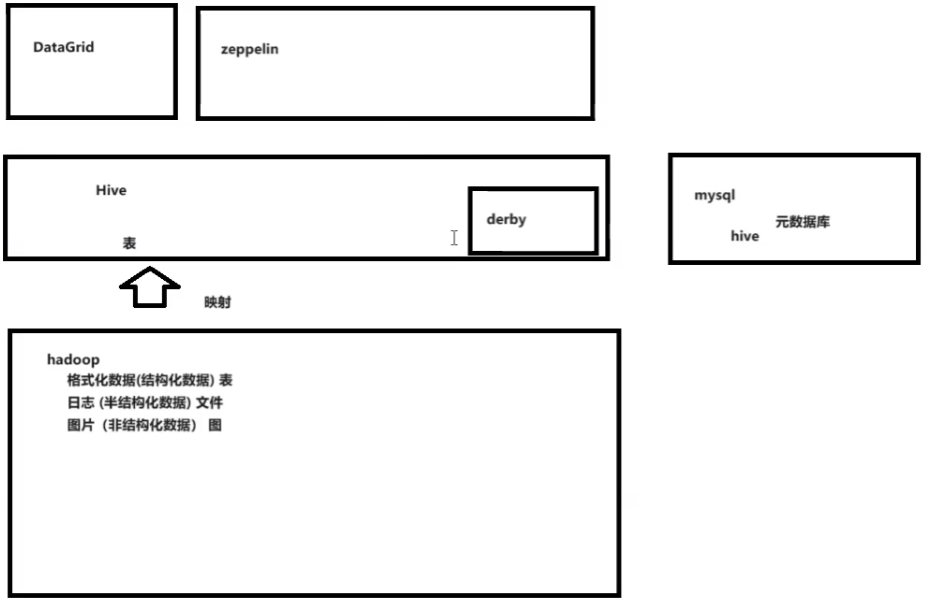 DataGrid
zeppelin
Hive
derby
表
mysql
元数据库
hive
映射
hadoop
格式化数据(结构化数据) 表
日志 (半结构化数据) 文件
图片（非结构化数据） 图